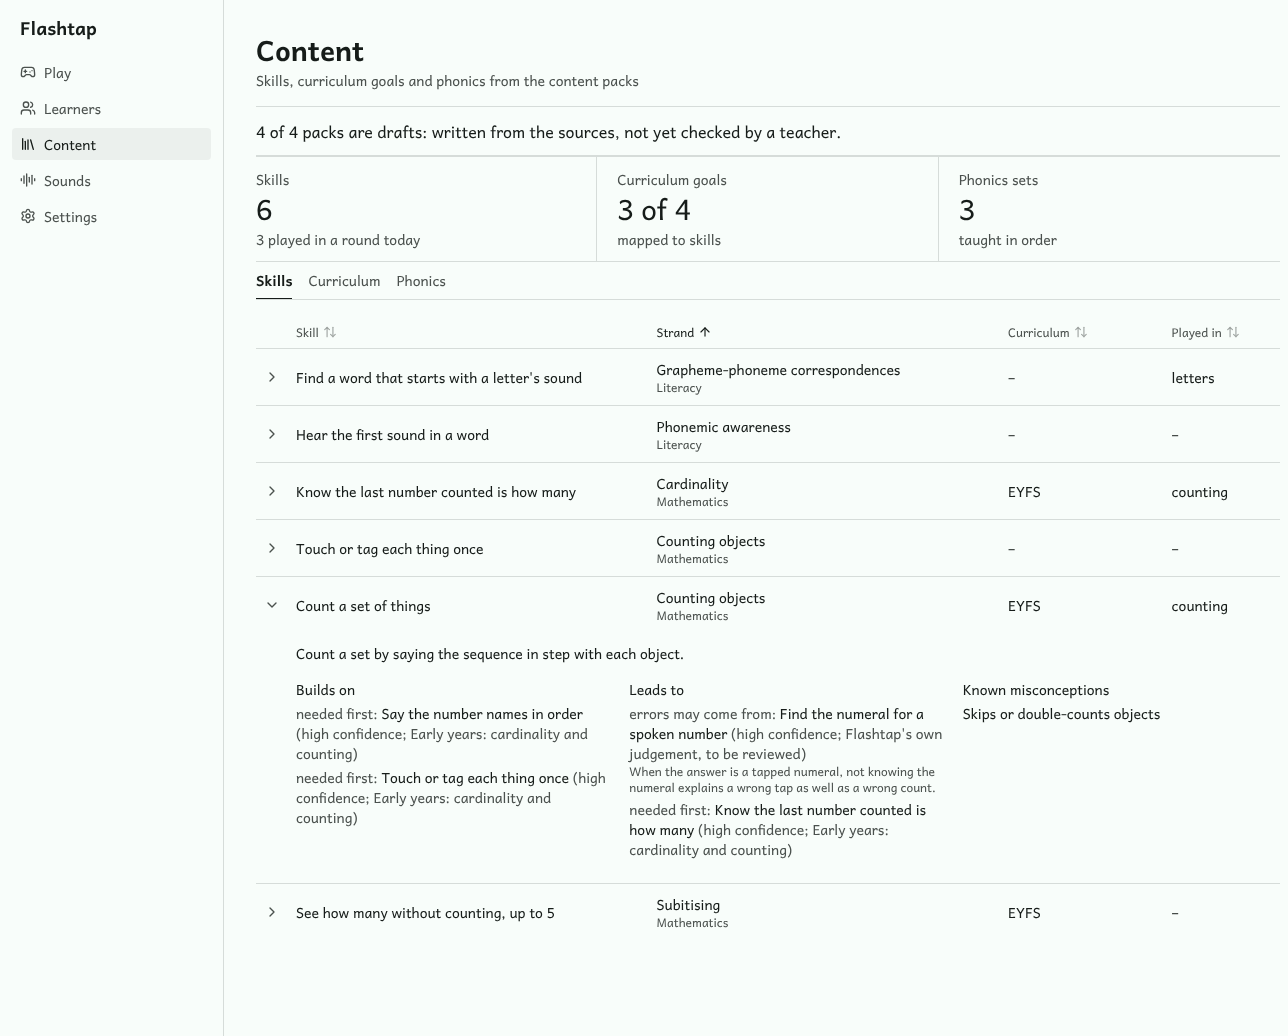 Flashtap
Play
Learners
Content
Sounds
Settings
Content
Skills, curriculum goals and phonics from the content packs
4 of 4 packs are drafts: written from the sources, not yet checked by a teacher.
Skills
6
3 played in a round today
Curriculum goals
3 of 4
mapped to skills
Phonics sets
3
taught in order
Skills Curriculum Phonics
Skill Strand Curriculum Played in
Find a word that starts with a letter's sound
Grapheme-phoneme correspondences
Literacy
–
letters
Hear the first sound in a word
Phonemic awareness
Literacy
–
–
Know the last number counted is how many
Cardinality
Mathematics
EYFS
counting
Touch or tag each thing once
Counting objects
Mathematics
–
–
Count a set of things
Counting objects
Mathematics
EYFS
counting
Count a set by saying the sequence in step with each object.
Builds on
needed first: Say the number names in order
(high confidence; Early years: cardinality and
counting)
needed first: Touch or tag each thing once (high
confidence; Early years: cardinality and
counting)
Leads to
errors may come from: Find the numeral for a
spoken number (high confidence; Flashtap's own
judgement, to be reviewed)
When the answer is a tapped numeral, not knowing the
numeral explains a wrong tap as well as a wrong count.
needed first: Know the last number counted is
how many (high confidence; Early years:
cardinality and counting)
Known misconceptions
Skips or double-counts objects
See how many without counting, up to 5
Subitising
Mathematics
EYFS
–